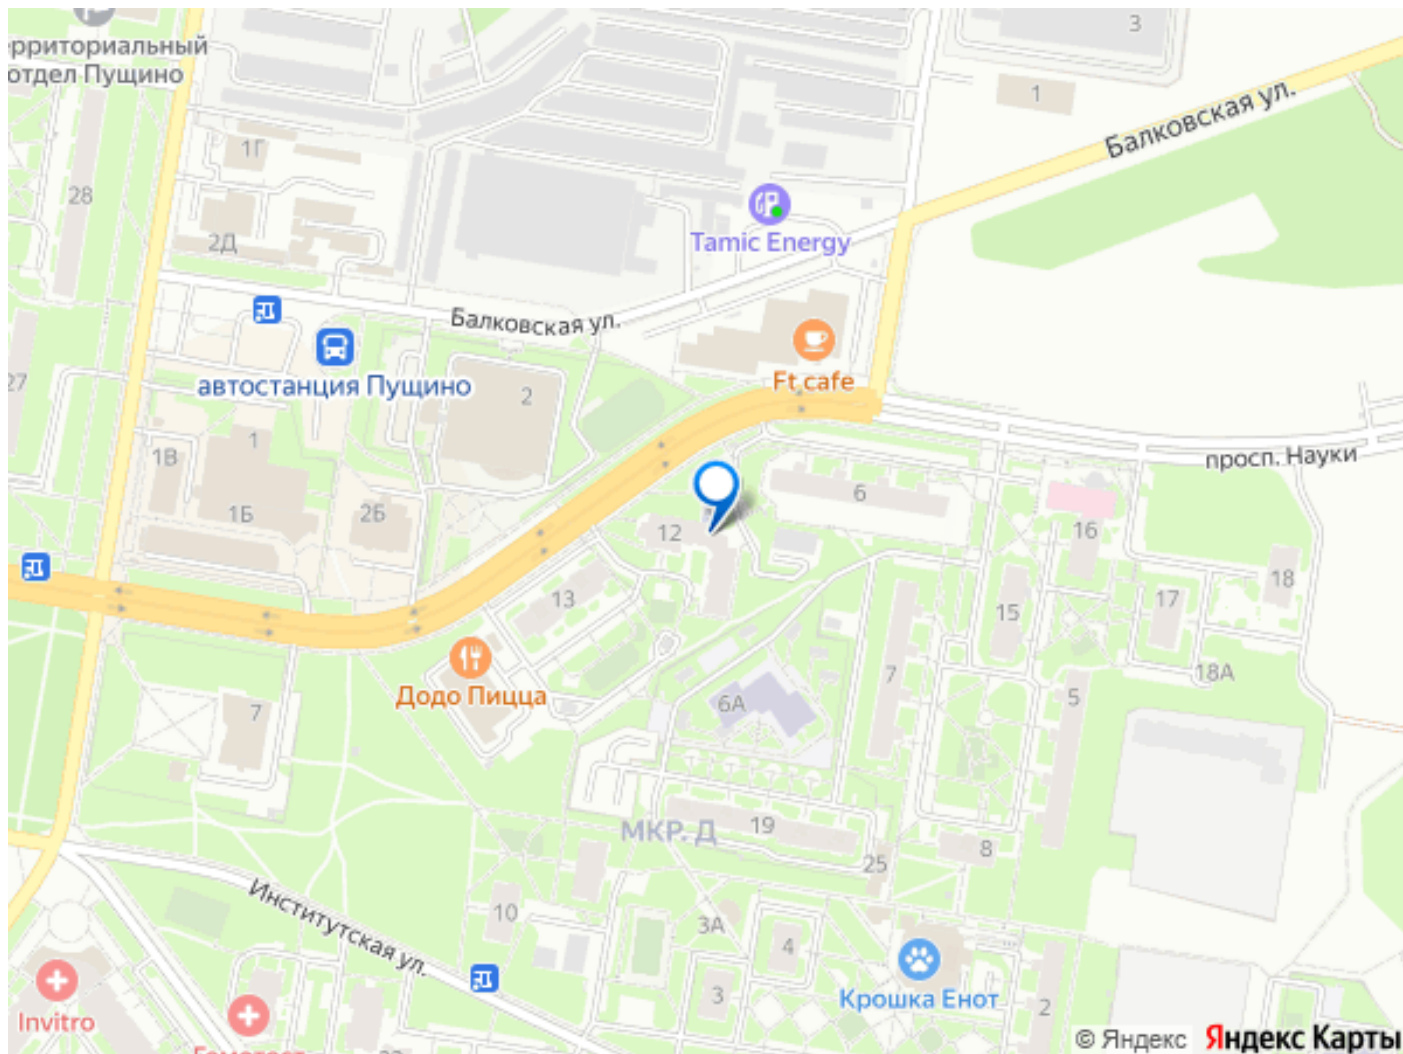 3
ерриториальный
отдел Пущино
1
Балковская ул.
1Г
28
2Д
Tamic Energy
Балковская ул.
Ft cafe
автостанция Пущино
27
2
1
1В
просп. Науки
6
1Б
2Б
12
16
18
13
15
17
7
18А
Додо Пицца
6А
5
7
МКР. Д
19
8
25
Институтская ул.
10
3А
4
Крошка Енот
3
2
Invitro
© Яндекс
Яндекс Карты